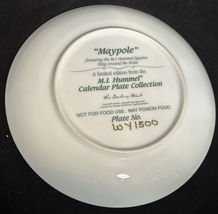 "Maypole"
featuring the M.I. Hummel figurine
Ring Around the Rosie
A limited edition from the
M.I. Hummel®
Calendar Plate Collection
The Danbury Mint
NOT FOR FOOD USE. MAY POISON FOOD.
Plate No.
WY1500